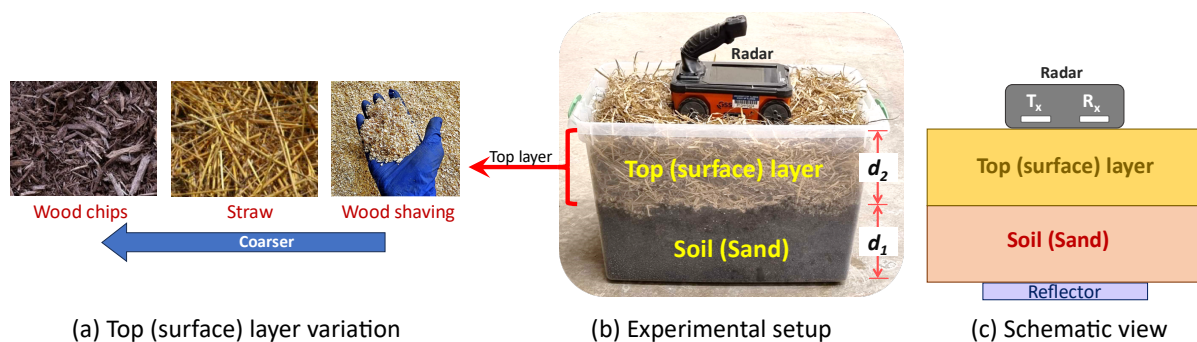 Wood chips
Straw
Wood shaving
Coarser
(a) Top (surface) layer variation
Top layer
Radar
Top (surface) layer
d2
Soil (Sand)
d1
(b) Experimental setup
Radar
Tx
Rx
Top (surface) layer
Soil (Sand)
Reflector
(c) Schematic view